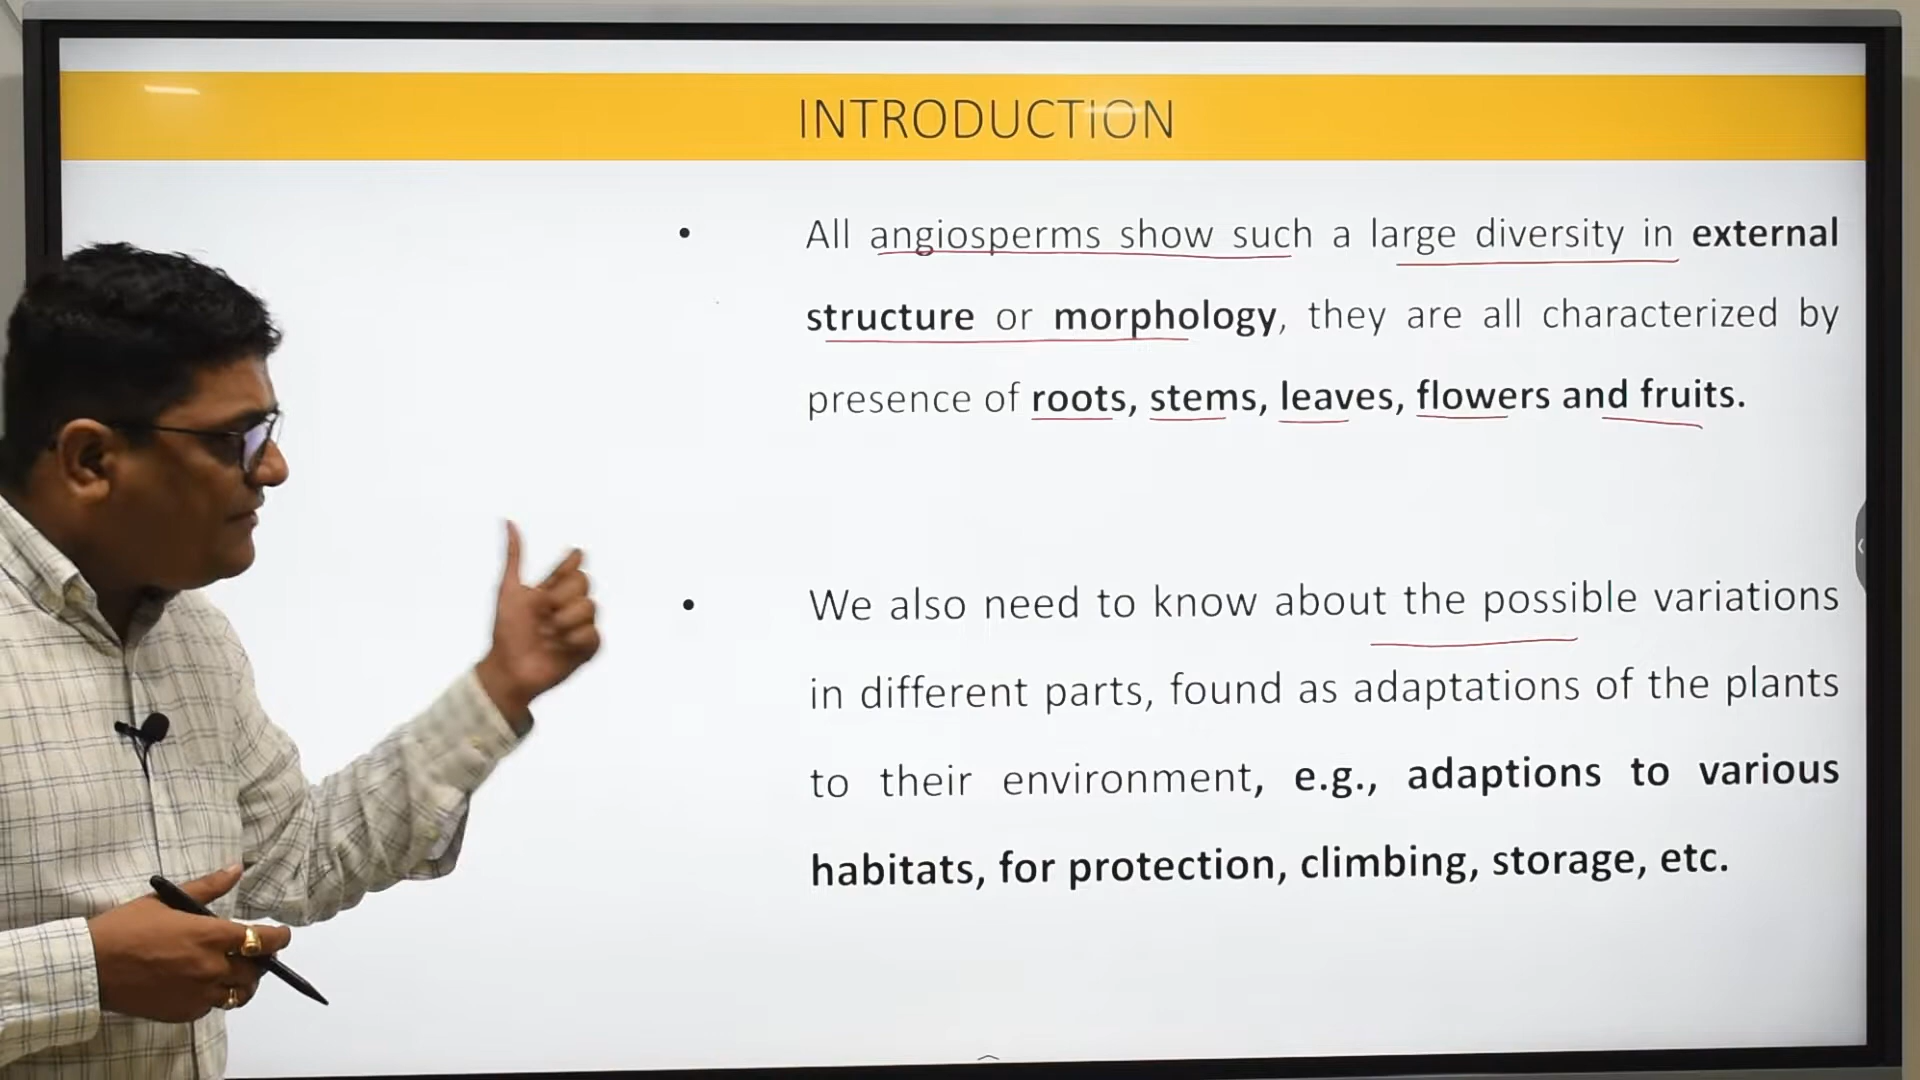 INTRODUCTION
• All angiosperms show such a large diversity in external
structure or morphology, they are all characterized by
presence of roots, stems, leaves, flowers and fruits.
• We also need to know about the possible variations
in different parts, found as adaptations of the plants
to their environment, e.g., adaptions to various
habitats, for protection, climbing, storage, etc.